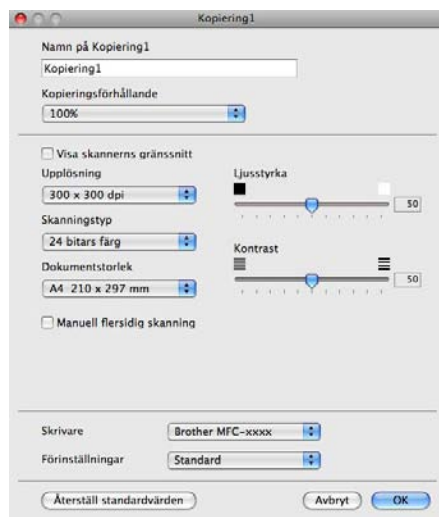 Kopiering1
Namn på Kopiering1
Kopiering1
Kopieringsförhållande
100%
Visa skannerns gränssnitt
Upplösning
300 x 300 dpi
Skanningstyp
24 bitars färg
Dokumentstorlek
A4 210 x 297 mm
Manuell flersidig skanning
Ljusstyrka
50
Kontrast
50
Skrivare
Brother MFC-xxxx
Förinställningar
Standard
Återställ standardvärden
Avbryt
OK